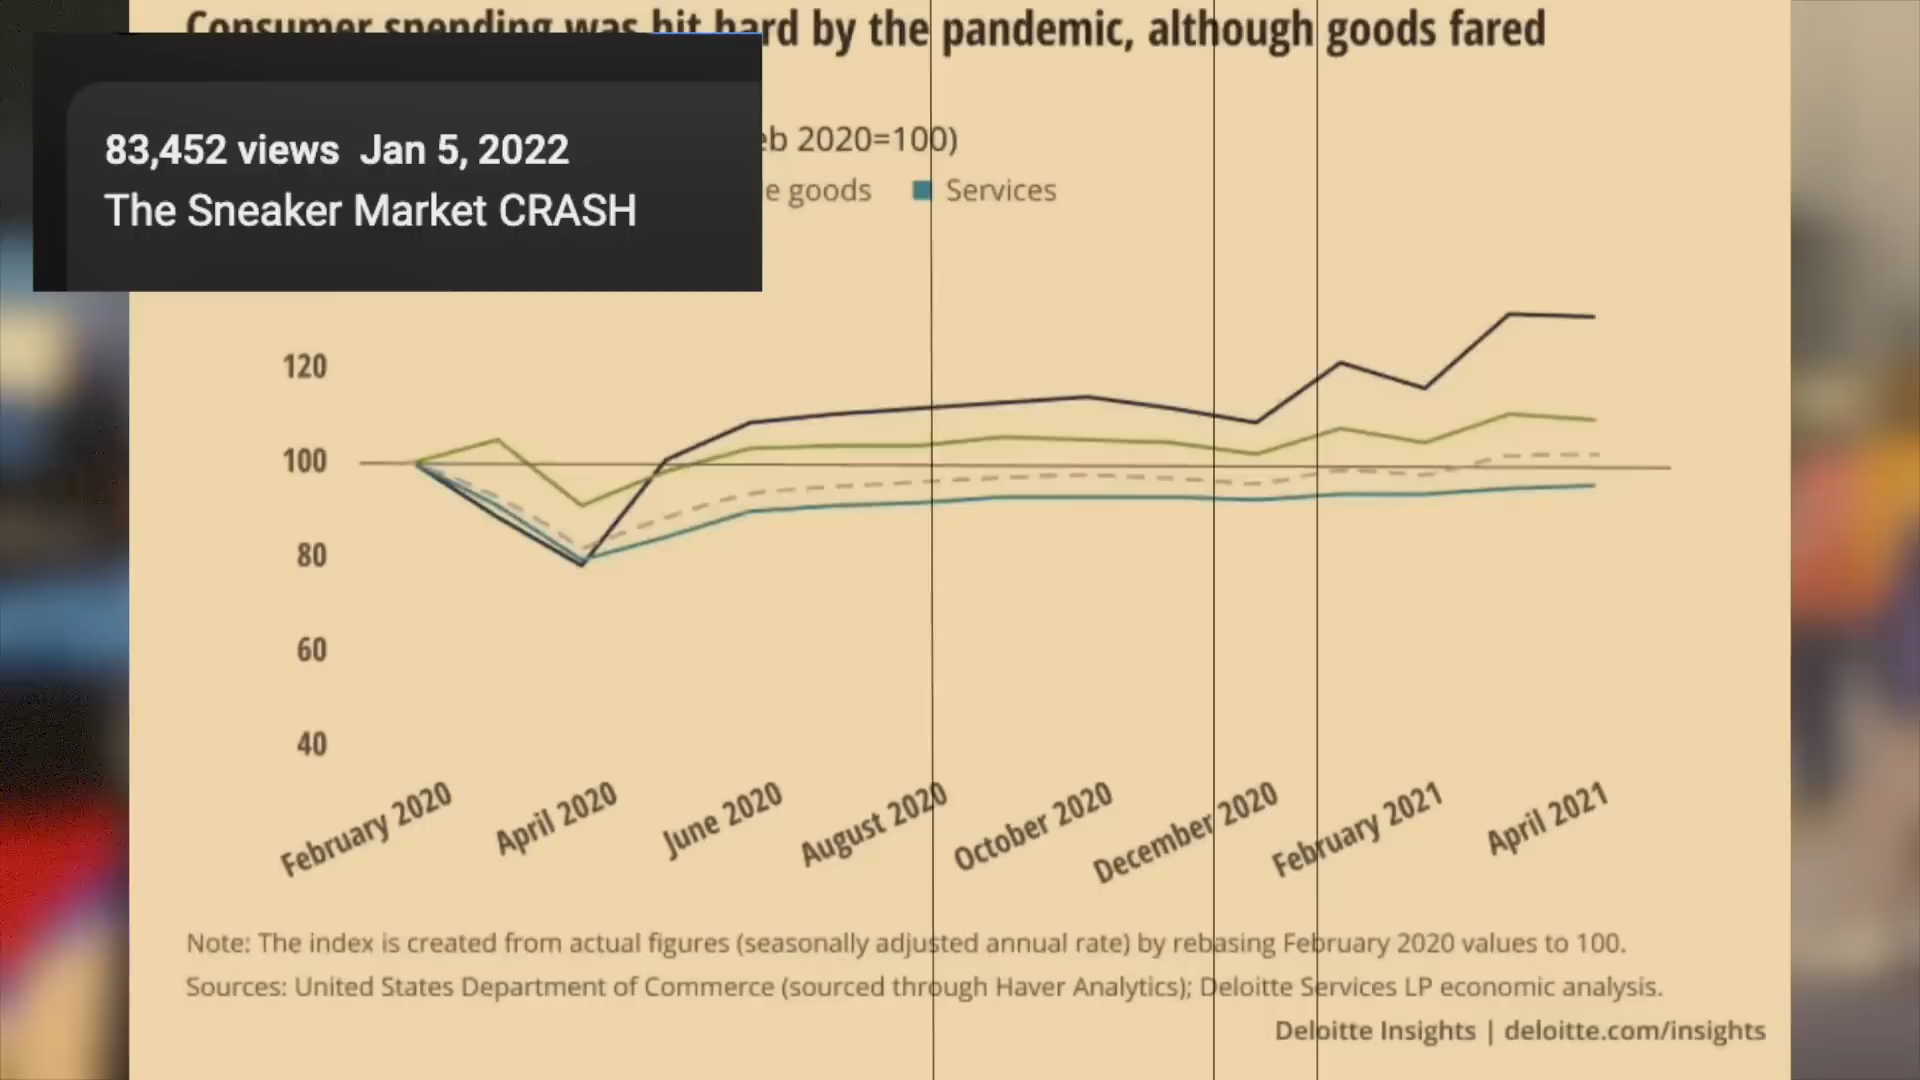 Consumer spending was hit hard by the pandemic, although goods fared
83,452 views Jan 5, 2022
The Sneaker Market CRASH
2020=100)
goods Services
120
100
80
60
40
February 2020 April 2020 June 2020 August 2020 October 2020 December 2020 February 2021 April 2021
Note: The index is created from actual figures (seasonally adjusted annual rate) by rebasing February 2020 values to 100.
Sources: United States Department of Commerce (sourced through Haver Analytics); Deloitte Services LP economic analysis.
Deloitte Insights | deloitte.com/insights